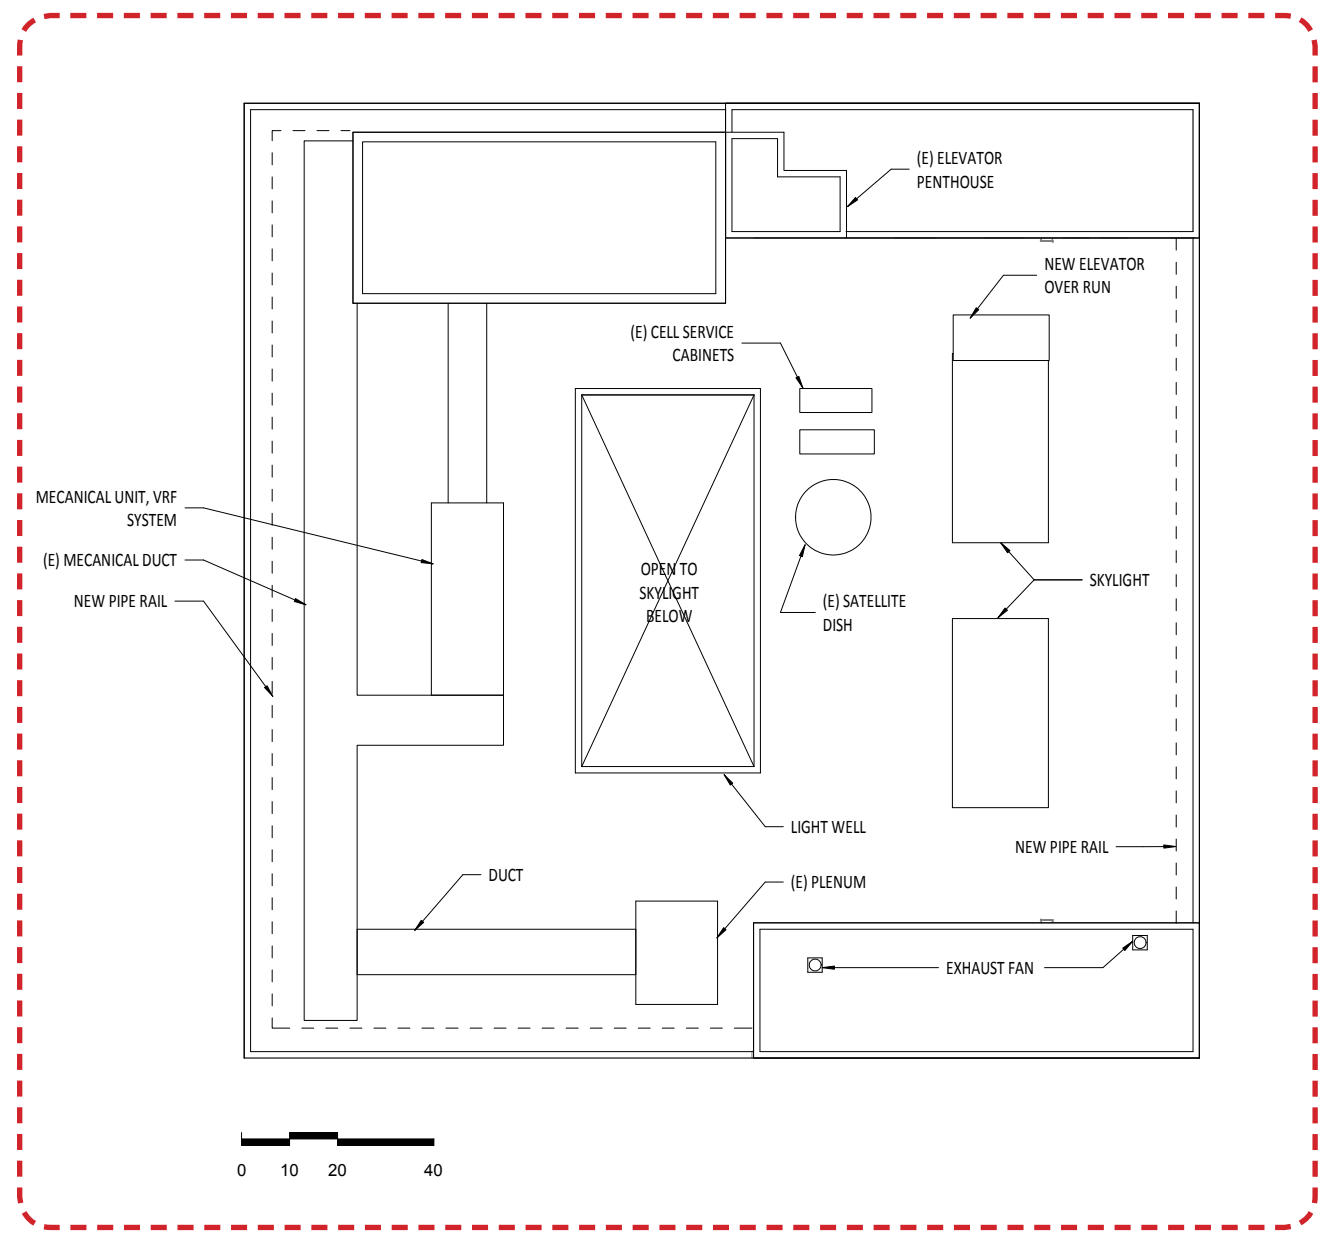 (E) ELEVATOR
PENTHOUSE
NEW ELEVATOR
OVER RUN
(E) CELL SERVICE
CABINETS
MECANICAL UNIT, VRF
SYSTEM
(E) MECANICAL DUCT
NEW PIPE RAIL
OPEN TO
SKYLIGHT
BELOW
(E) SATELLITE
DISH
SKYLIGHT
LIGHT WELL
NEW PIPE RAIL
DUCT
(E) PLENUM
EXHAUST FAN
0 10 20 40